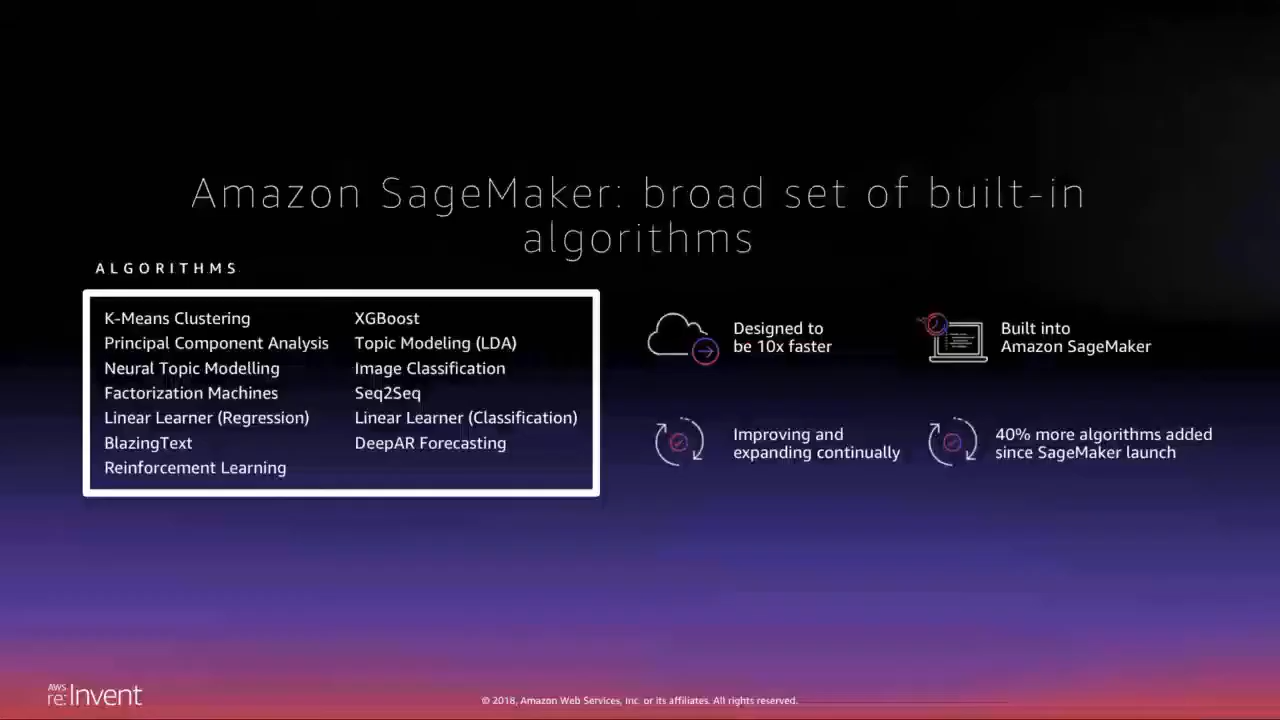 Amazon SageMaker: broad set of built-in
algorithms
ALGORITHMS
K-Means Clustering
Principal Component Analysis
Neural Topic Modelling
Factorization Machines
Linear Learner (Regression)
BlazingText
Reinforcement Learning
XGBoost
Topic Modeling (LDA)
Image Classification
Seq2Seq
Linear Learner (Classification)
DeepAR Forecasting
Designed to
be 10x faster
Built into
Amazon SageMaker
Improving and
expanding continually
40% more algorithms added
since SageMaker launch
AWS
re:Invent
© 2018, Amazon Web Services, Inc. or its affiliates. All rights reserved.